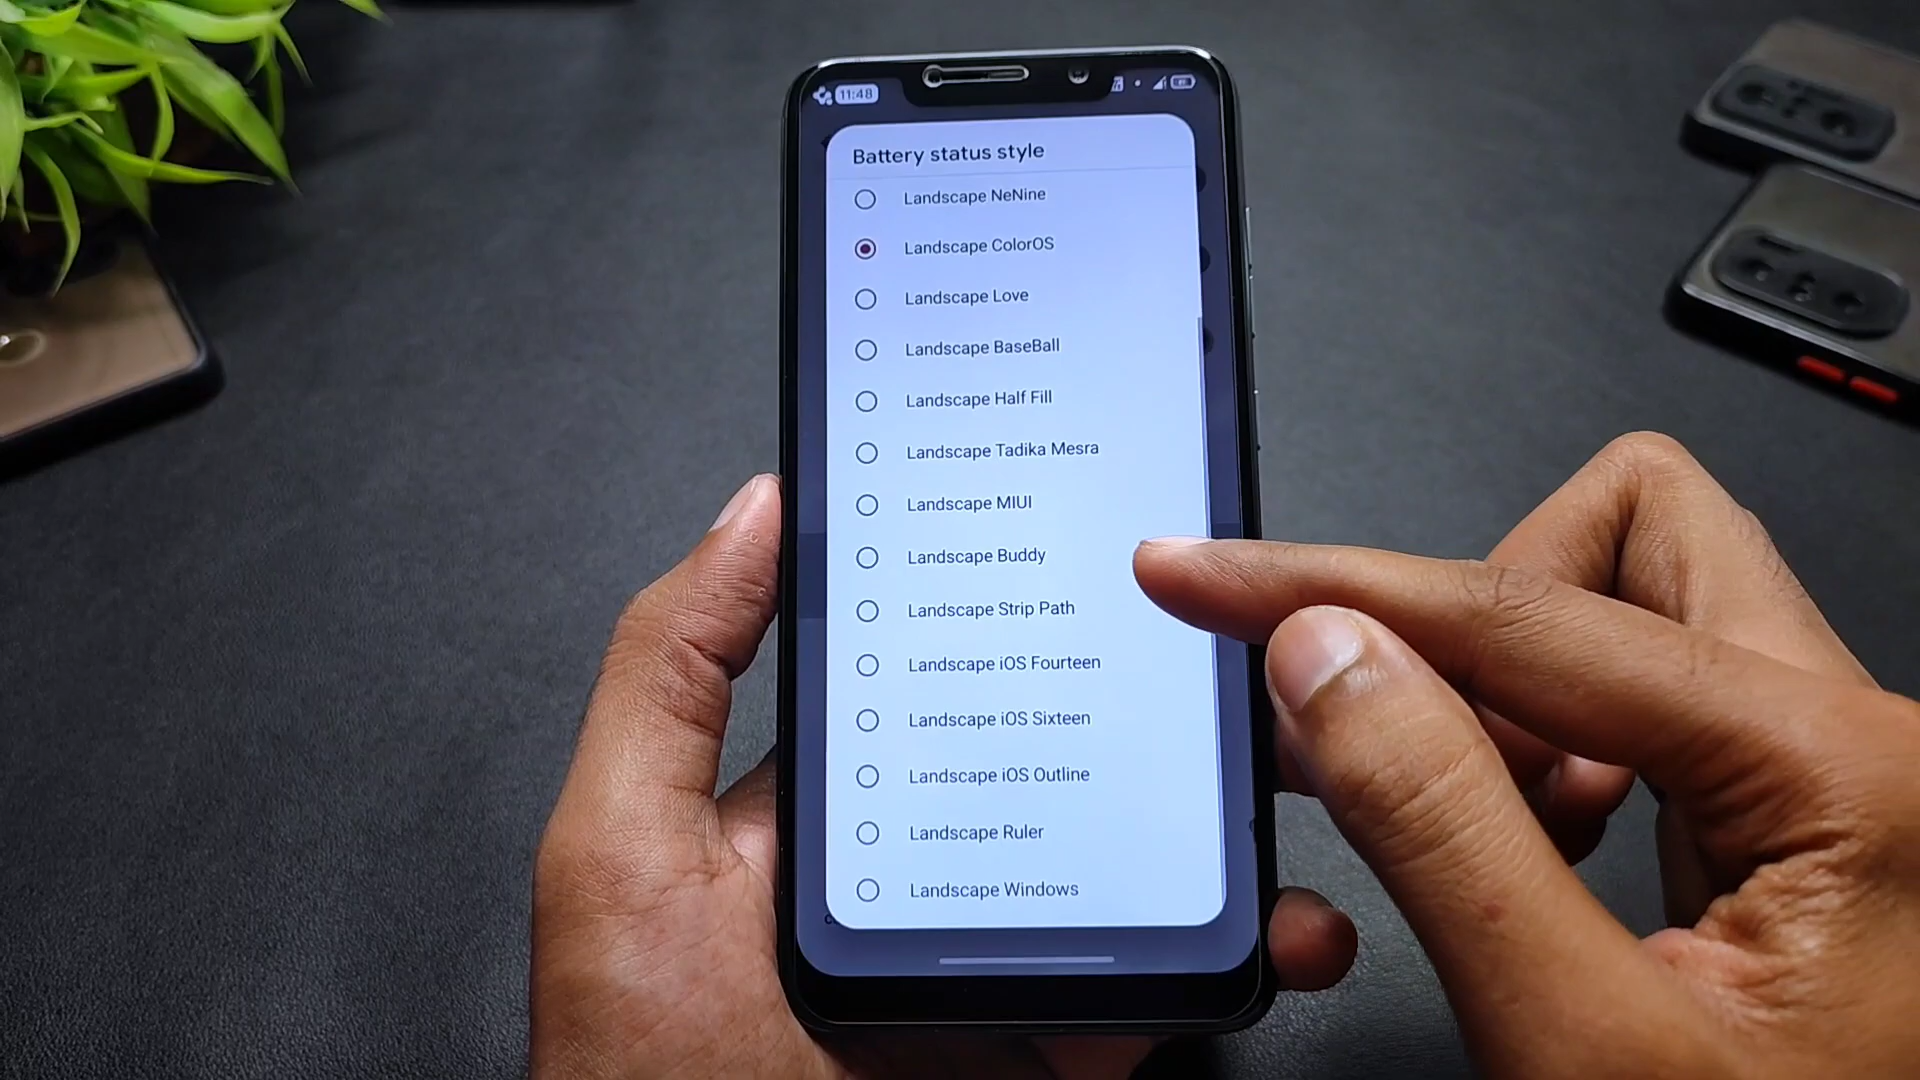 11:48
Battery status style
Landscape NeNine
Landscape ColorOS
Landscape Love
Landscape BaseBall
Landscape Half Fill
Landscape Tadika Mesra
Landscape MIUI
Landscape Buddy
Landscape Strip Path
Landscape iOS Fourteen
Landscape iOS Sixteen
Landscape iOS Outline
Landscape Ruler
Landscape Windows